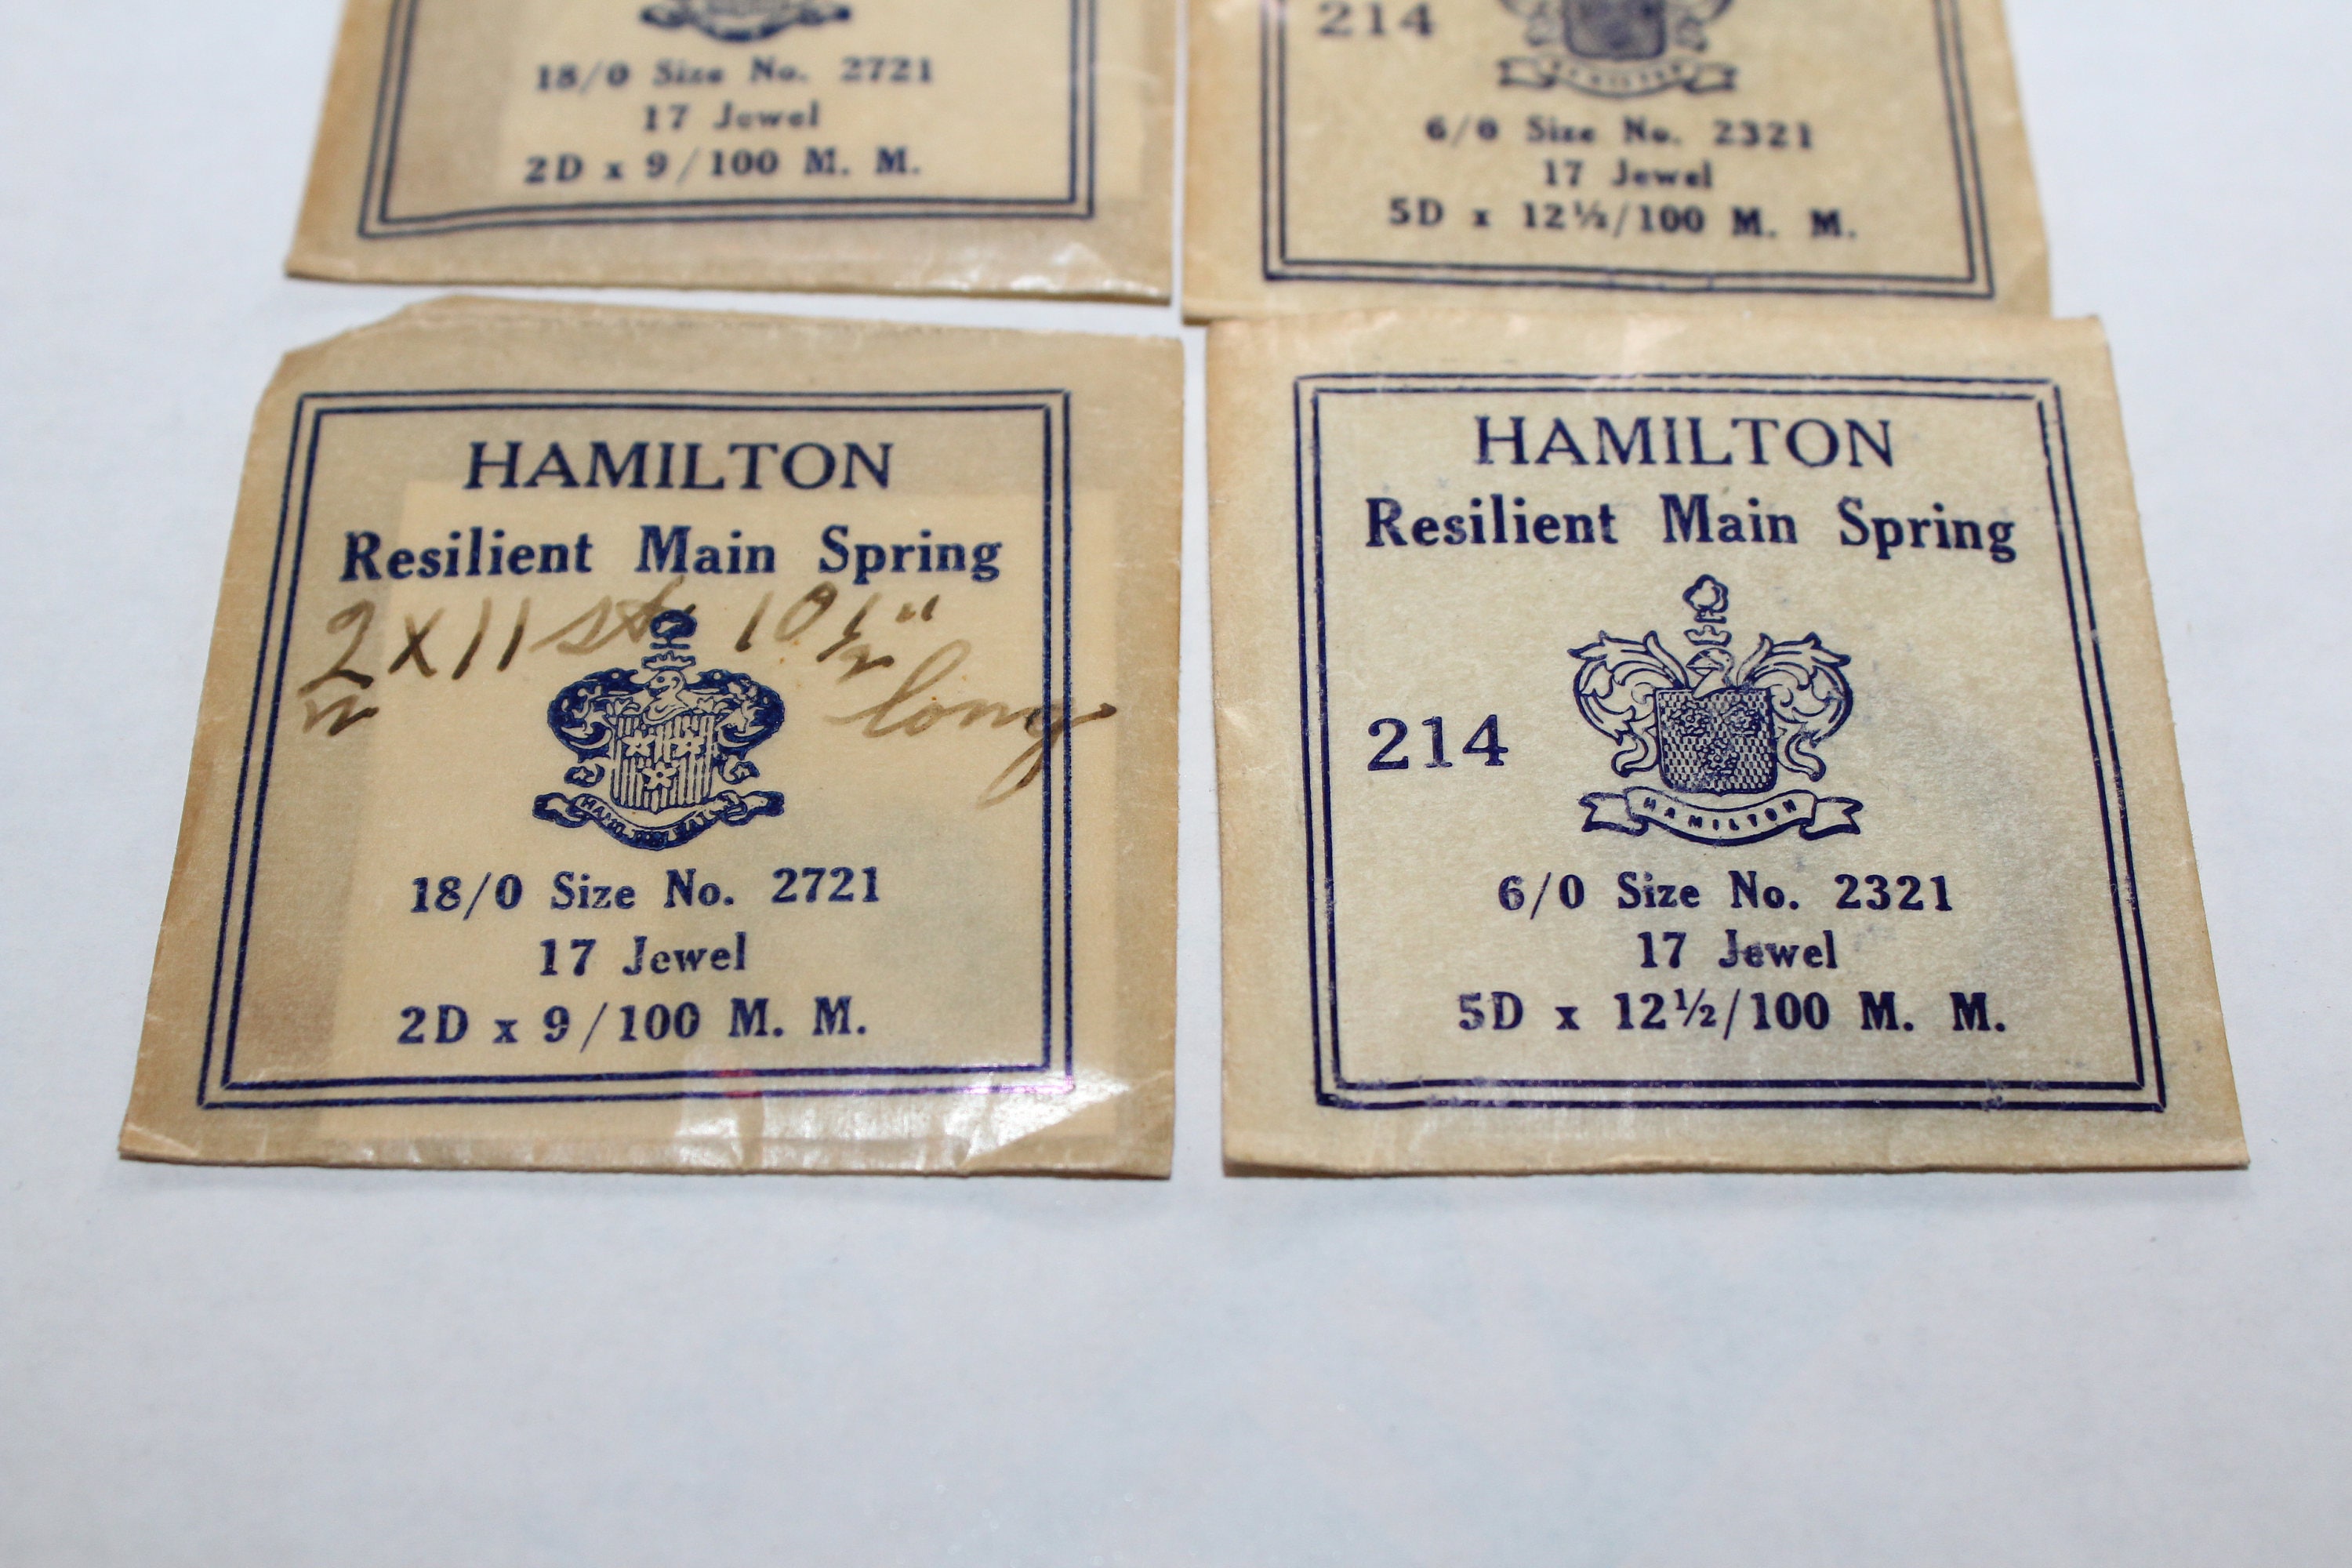 18/0 Size No. 2721
17 Jewel
2D x 9/100 M. M.
214
HAMILTON
6/0 Size No. 2321
17 Jewel
5D x 12½/100 M. M.
HAMILTON
Resilient Main Spring
2 x 11 st 10 ½"
long
18/0 Size No. 2721
17 Jewel
2D x 9/100 M. M.
HAMILTON
Resilient Main Spring
214
HAMILTON
6/0 Size No. 2321
17 Jewel
5D x 12½/100 M. M.